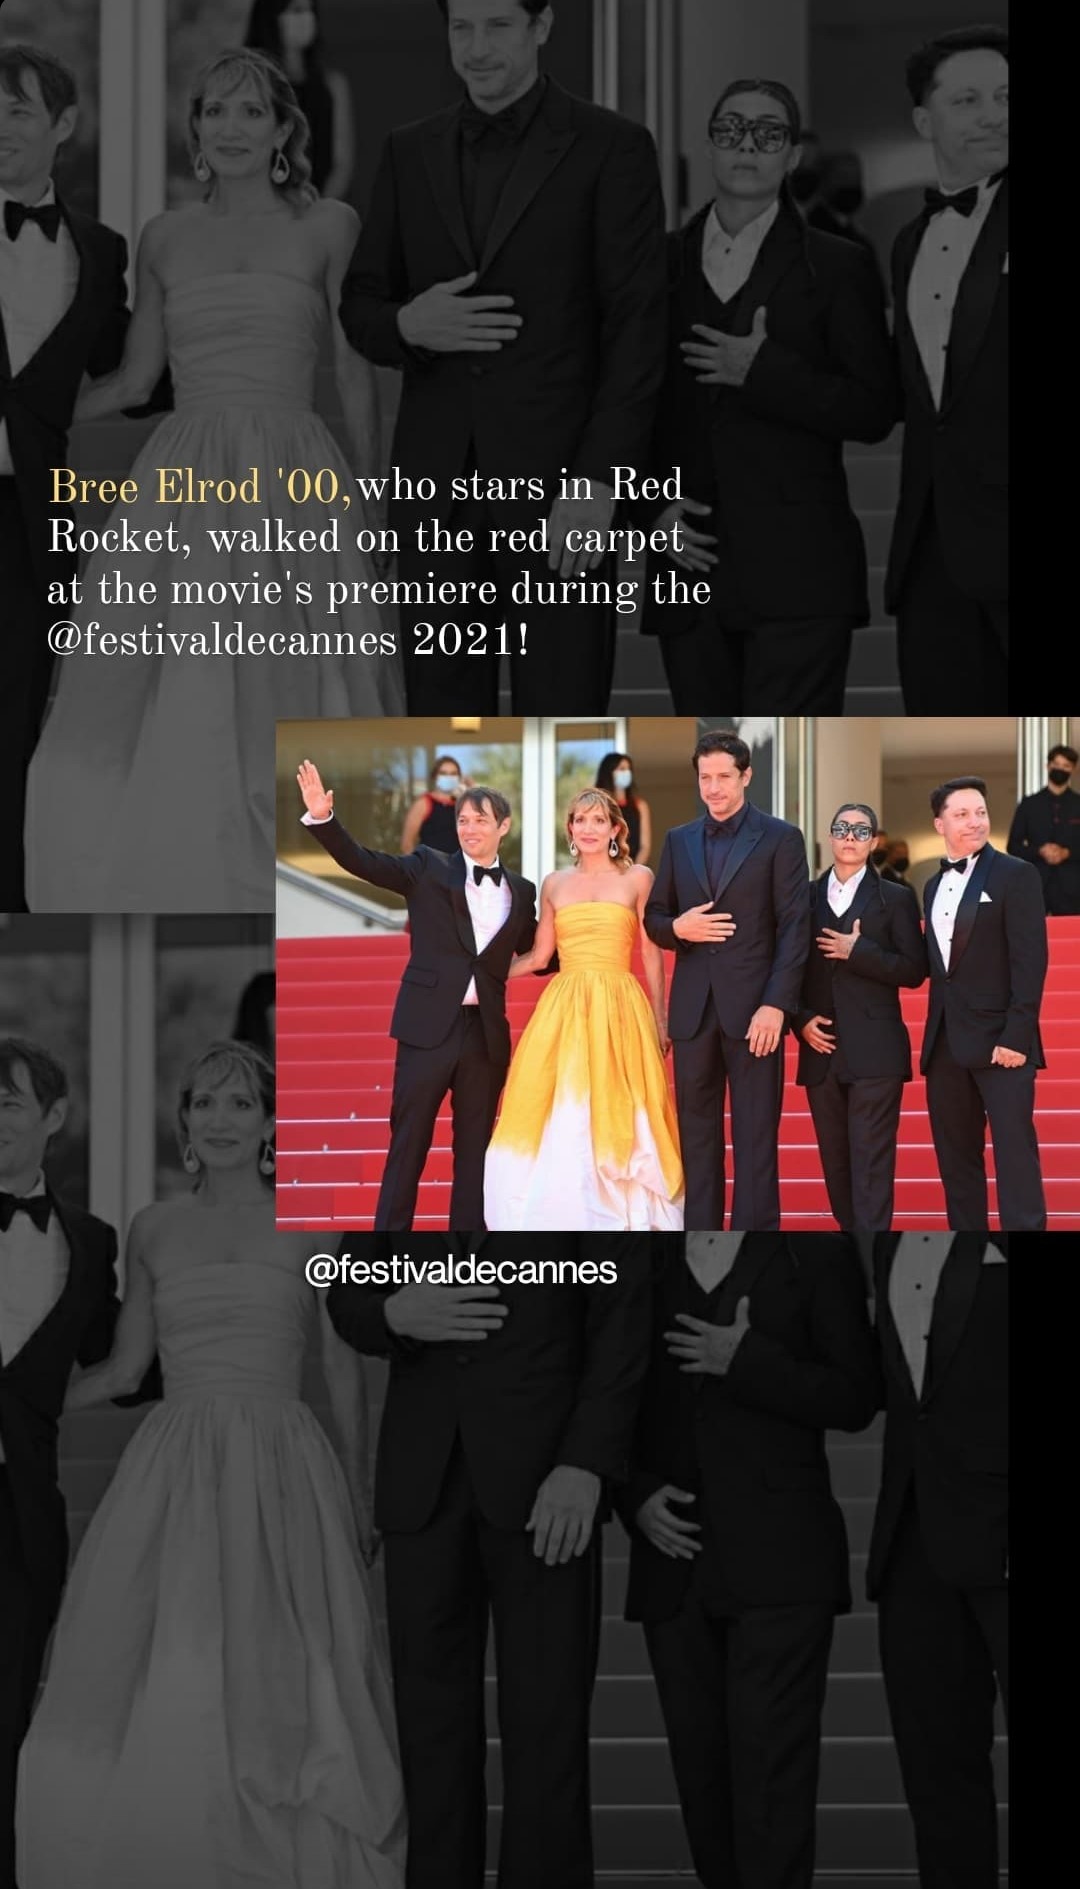 Bree Elrod '00, who stars in Red
Rocket, walked on the red carpet
at the movie's premiere during the
@festivaldecannes 2021!
@festivaldecannes